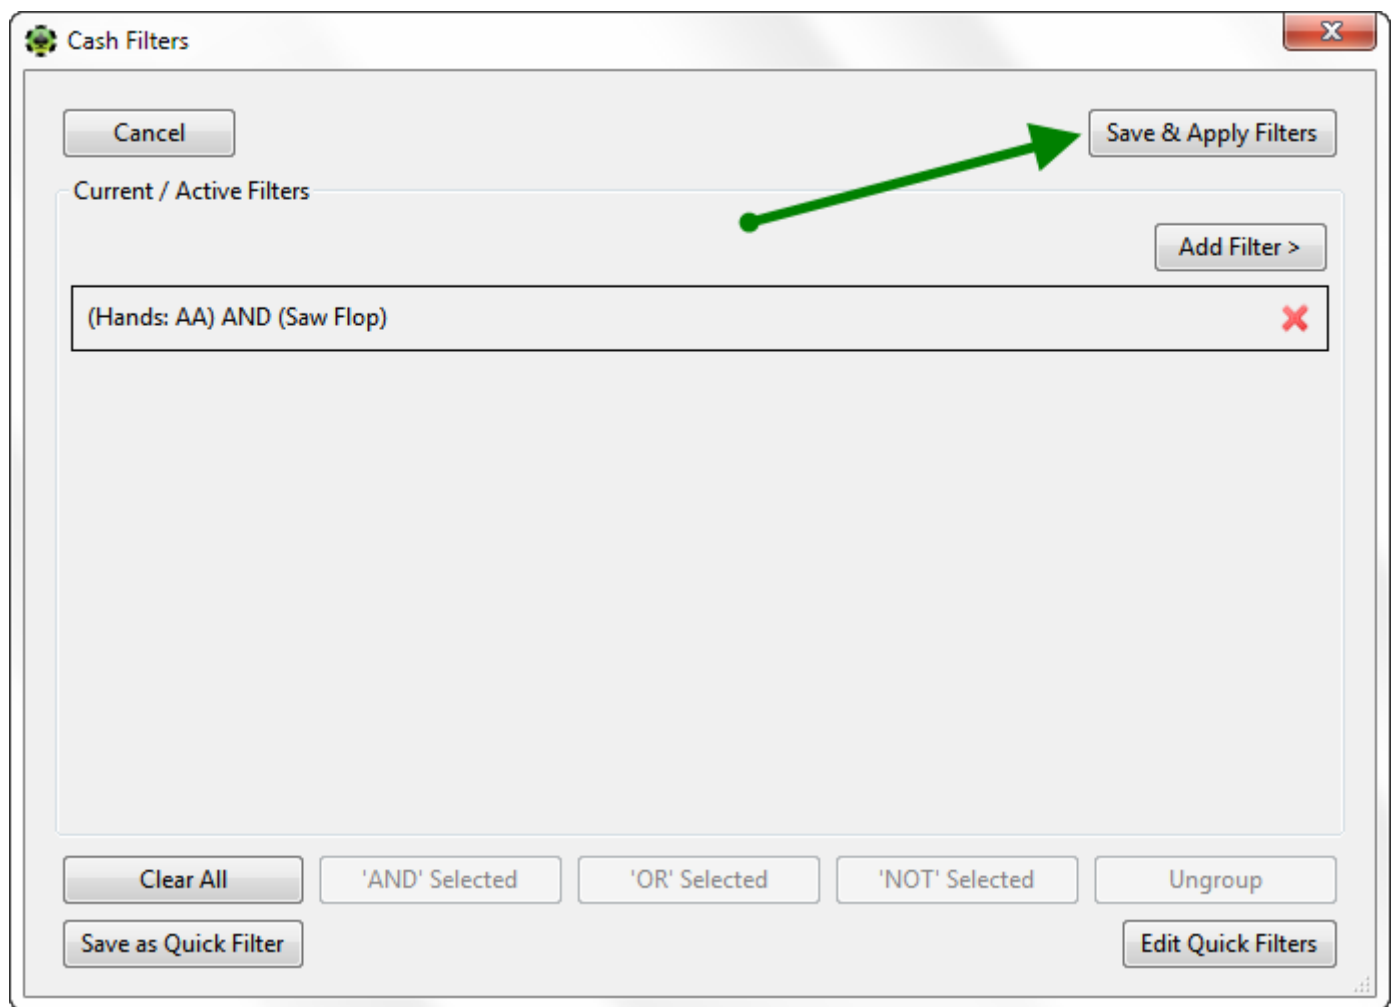 Cash Filters
Cancel
Save & Apply Filters
Current / Active Filters
Add Filter >
(Hands: AA) AND (Saw Flop)
Clear All
'AND' Selected
'OR' Selected
'NOT' Selected
Ungroup
Save as Quick Filter
Edit Quick Filters